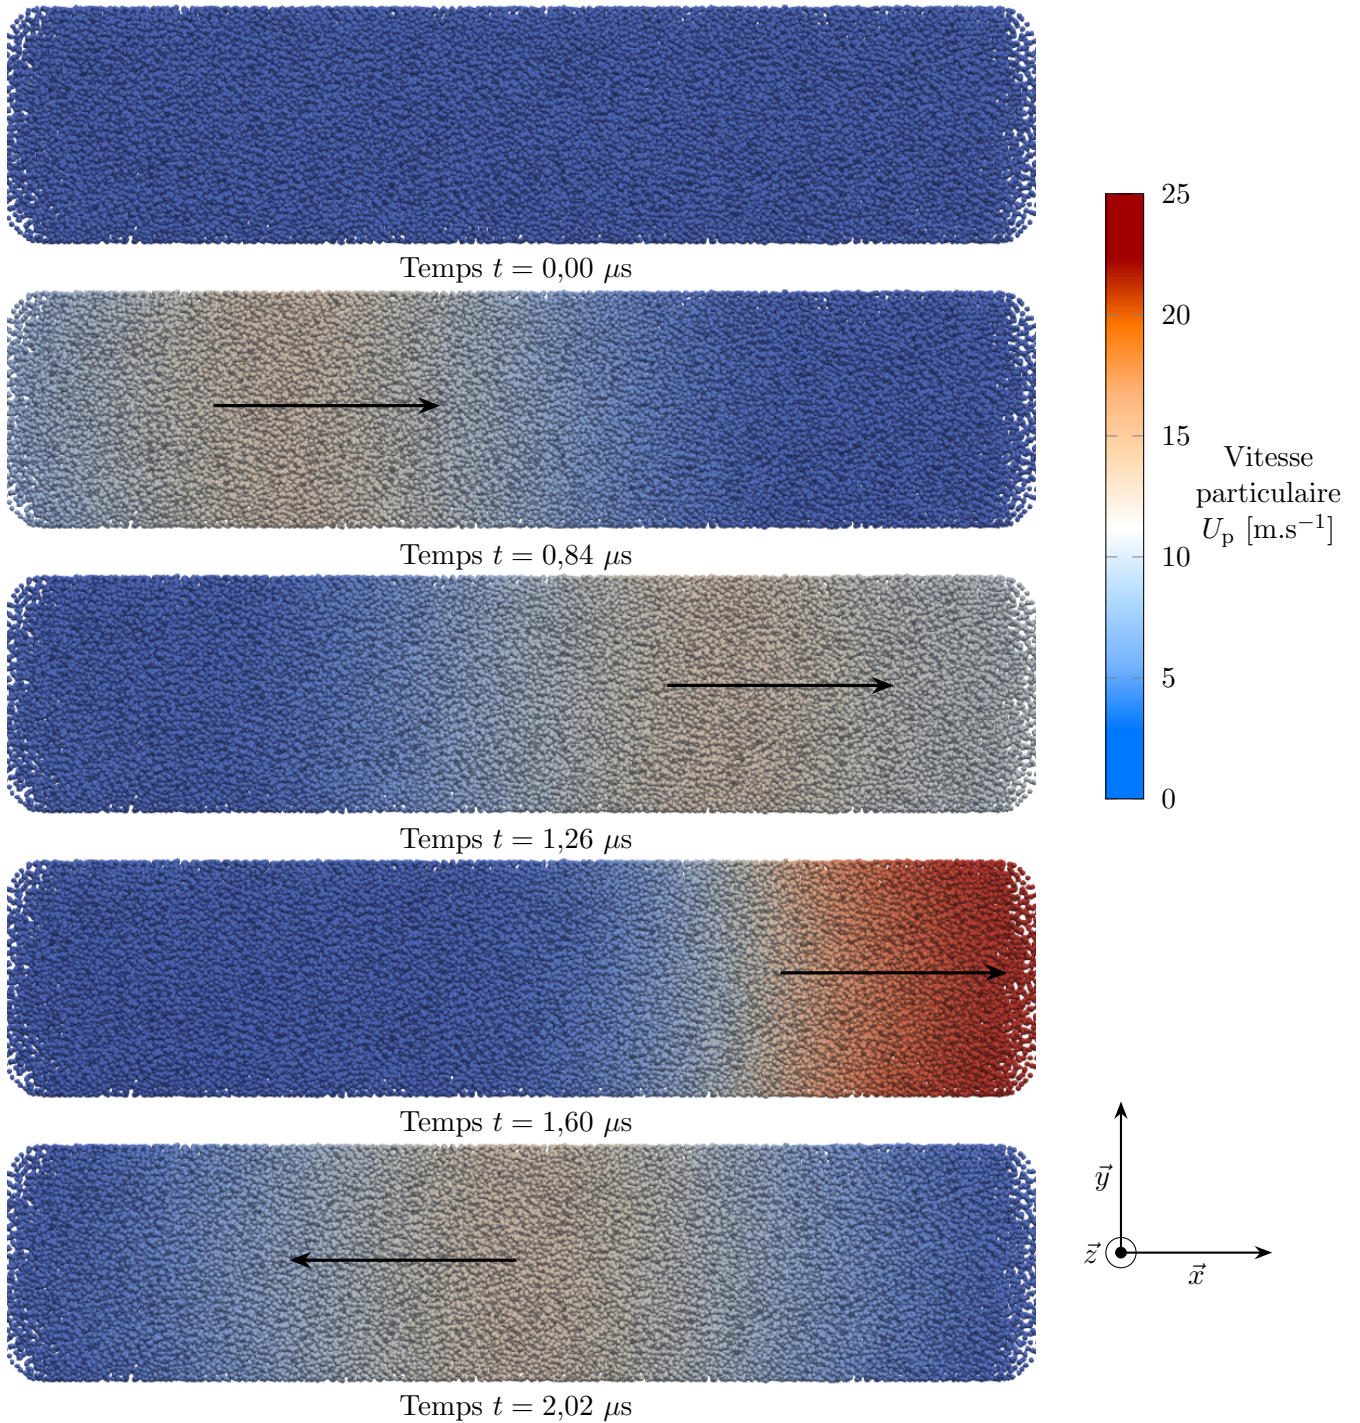 Temps t = 0,00 μs
Temps t = 0,84 μs
Temps t = 1,26 μs
Temps t = 1,60 μs
Temps t = 2,02 μs
25
20
15
10
5
0
Vitesse
particulaire
U_p [m.s⁻¹]
y⃗
z⃗
x⃗